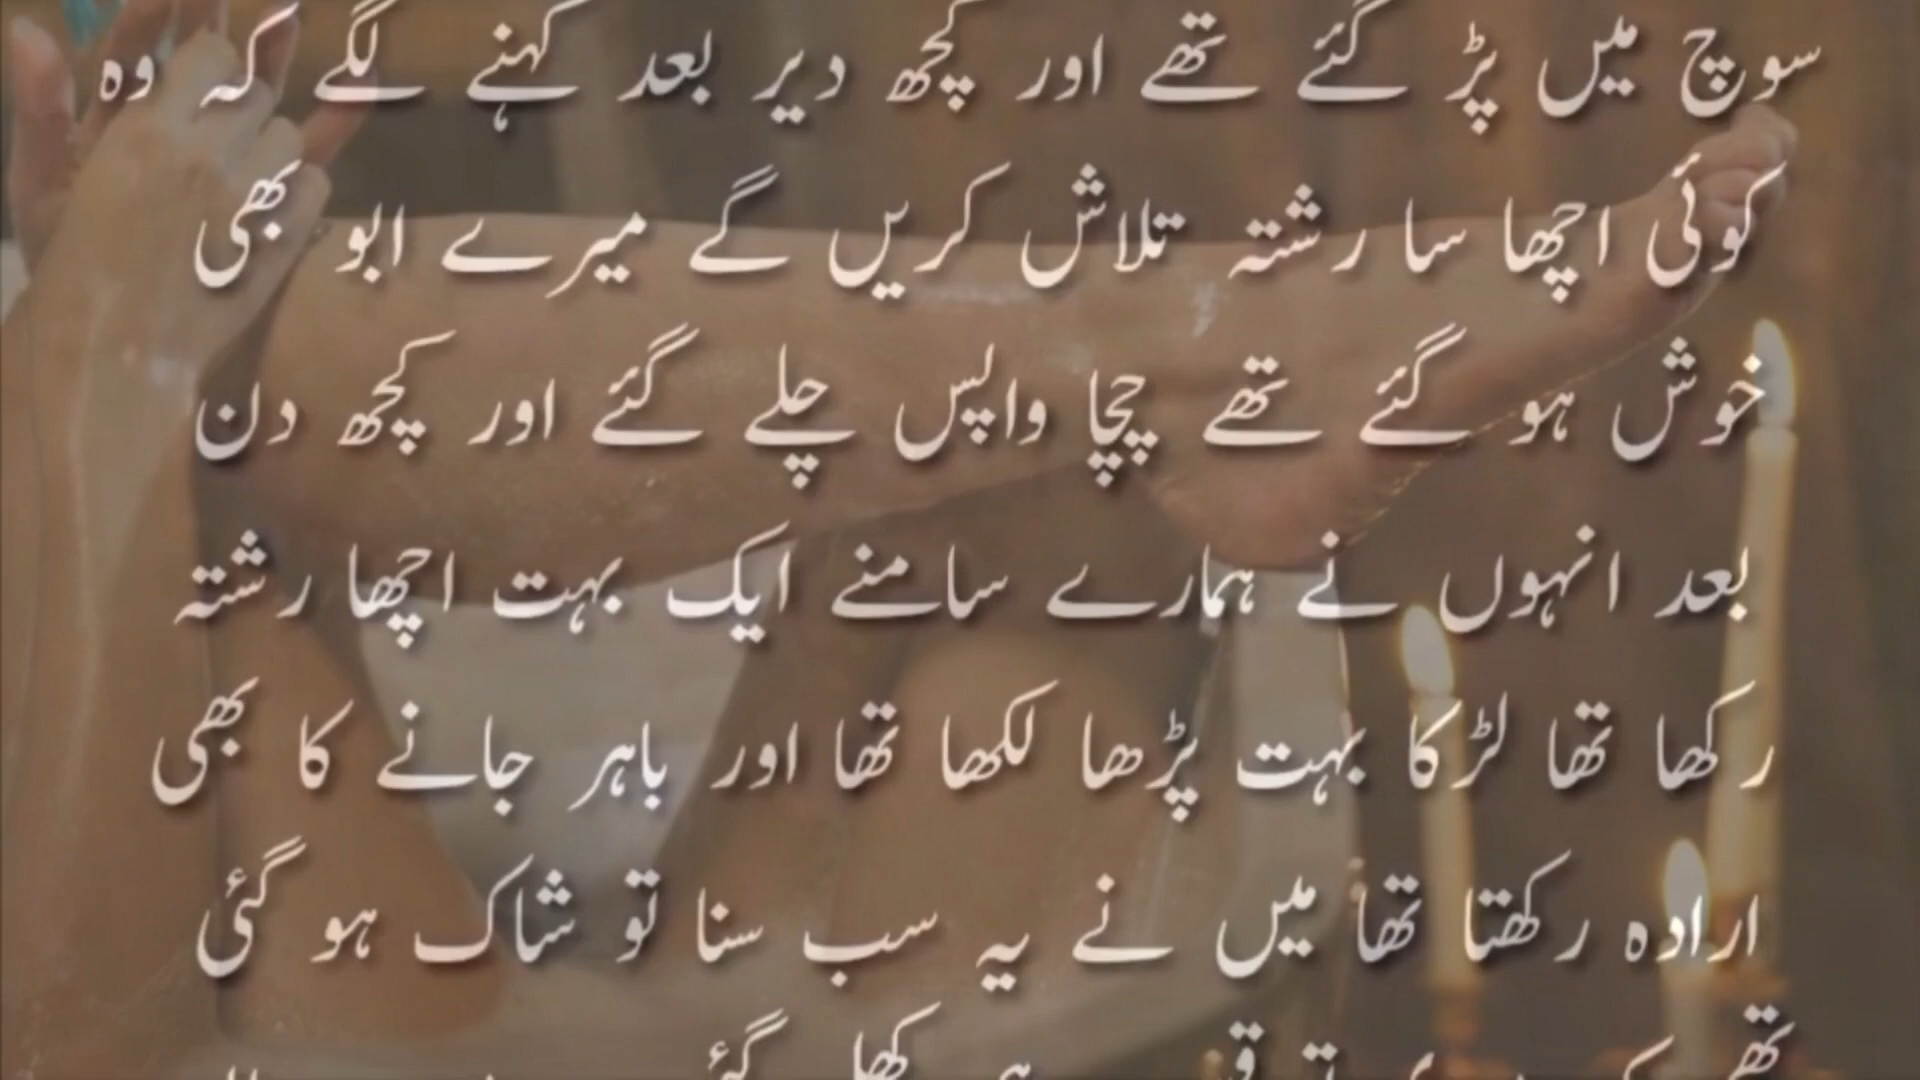 سوچ میں پڑ گئے تھے اور کچھ دیر بعد کہنے لگے کہ وہ
کوئی اچھا سا رشتہ تلاش کریں گے میرے ابو بھی
خوش ہو گئے تھے چچا واپس چلے گئے اور کچھ دن
بعد انہوں نے ہمارے سامنے ایک بہت اچھا رشتہ
رکھا تھا لڑکا بہت پڑھا لکھا تھا اور باہر جانے کا بھی
ارادہ رکھتا تھا میں نے یہ سب سنا تو شاک ہو گئی